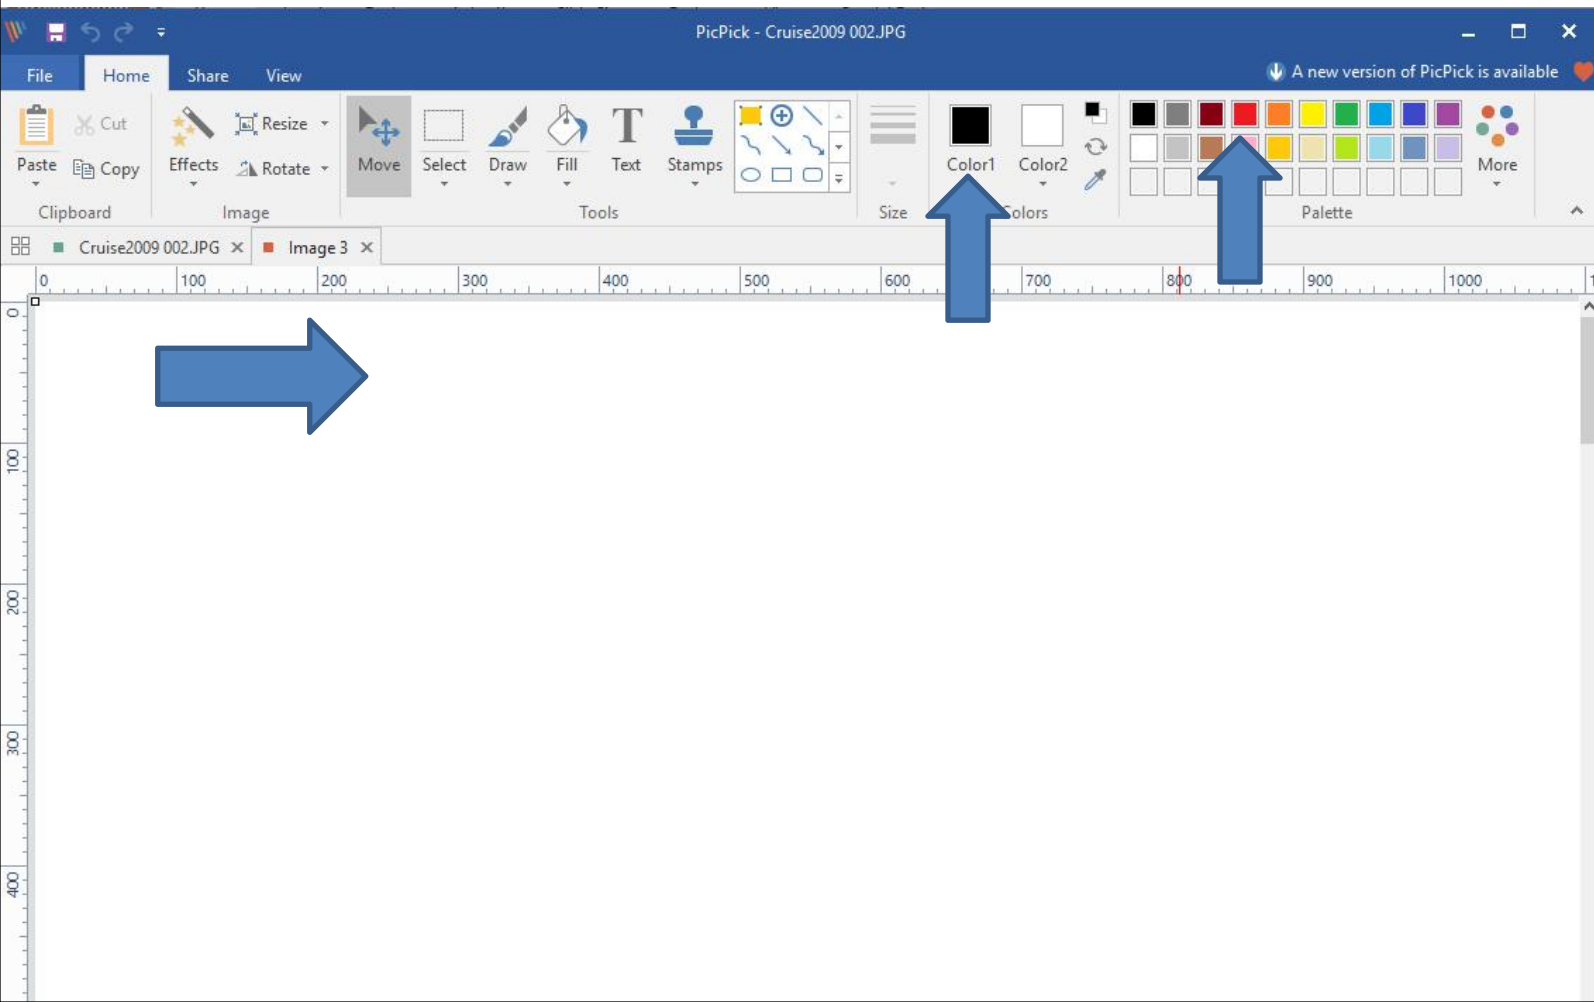 PicPick - Cruise2009 002.JPG
File Home Share View
A new version of PicPick is available
Paste
Cut
Copy
Clipboard
Effects
Resize
Rotate
Image
Move
Select
Draw
Fill
Text
Stamps
Tools
Size
Color1
Color2
Colors
More
Palette
Cruise2009 002.JPG
Image 3
0 100 200 300 400 500 600 700 800 900 1000
0
100
200
300
400